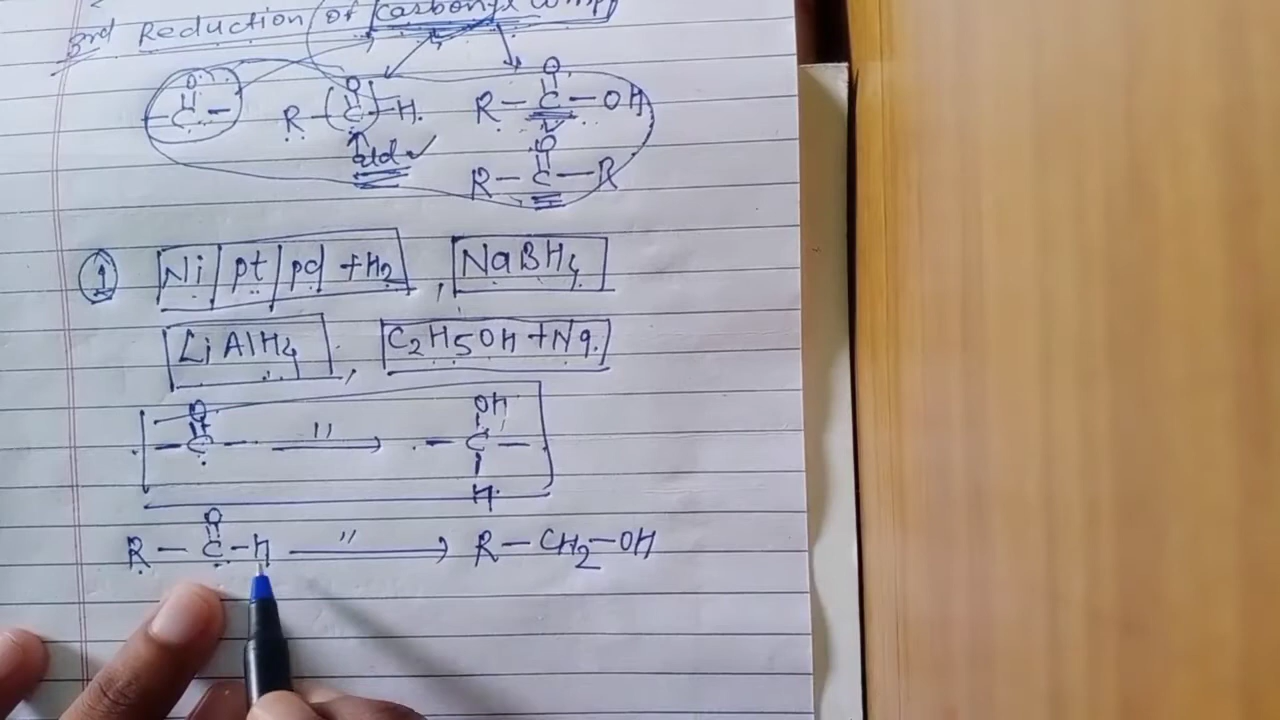 3rd Reduction of Carbonyl Comp
O O O
– C – R – ( C ) – H. R – C – OH
ald. O
R – C – R
① Ni | pt | pd + H2 , NaBH4
LiAlH4 , C2H5OH + Na.
O OH
– C – " – C –
H
O
R – C – H " R – CH2 – OH